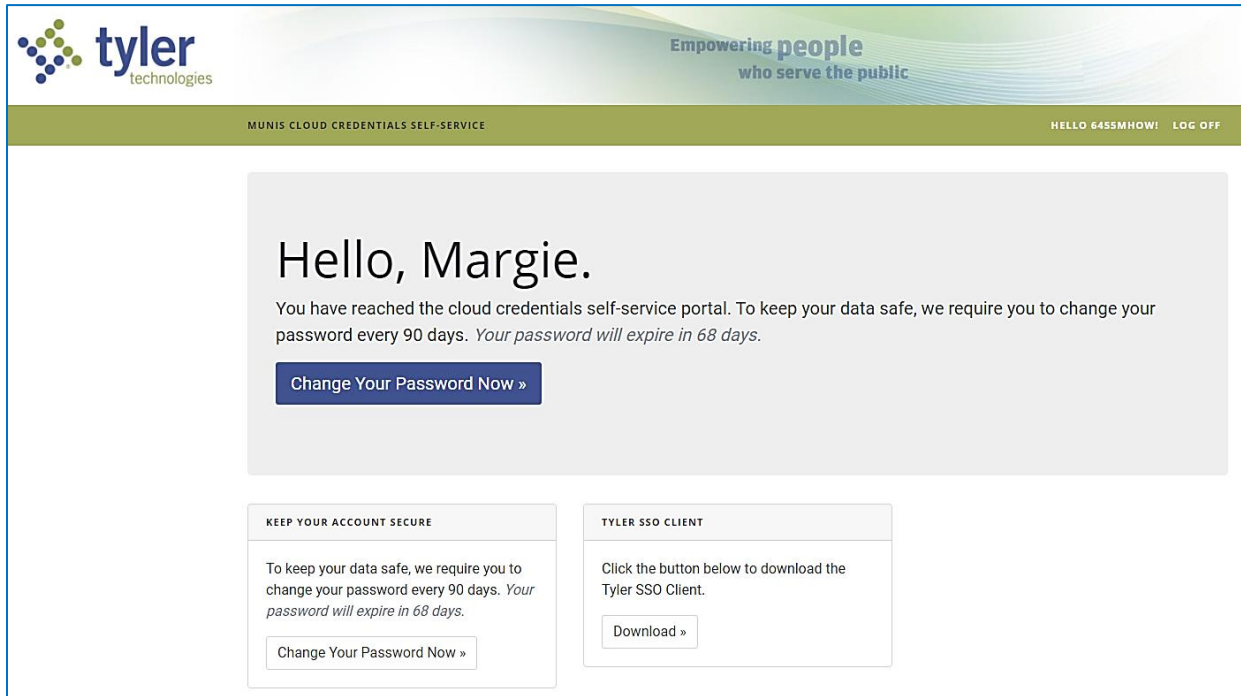 tyler
technologies
Empowering people
who serve the public
MUNIS CLOUD CREDENTIALS SELF-SERVICE
HELLO 6455MHOW! LOG OFF
Hello, Margie.
You have reached the cloud credentials self-service portal. To keep your data safe, we require you to change your
password every 90 days. Your password will expire in 68 days.
Change Your Password Now »
KEEP YOUR ACCOUNT SECURE
To keep your data safe, we require you to
change your password every 90 days. Your
password will expire in 68 days.
Change Your Password Now »
TYLER SSO CLIENT
Click the button below to download the
Tyler SSO Client.
Download »